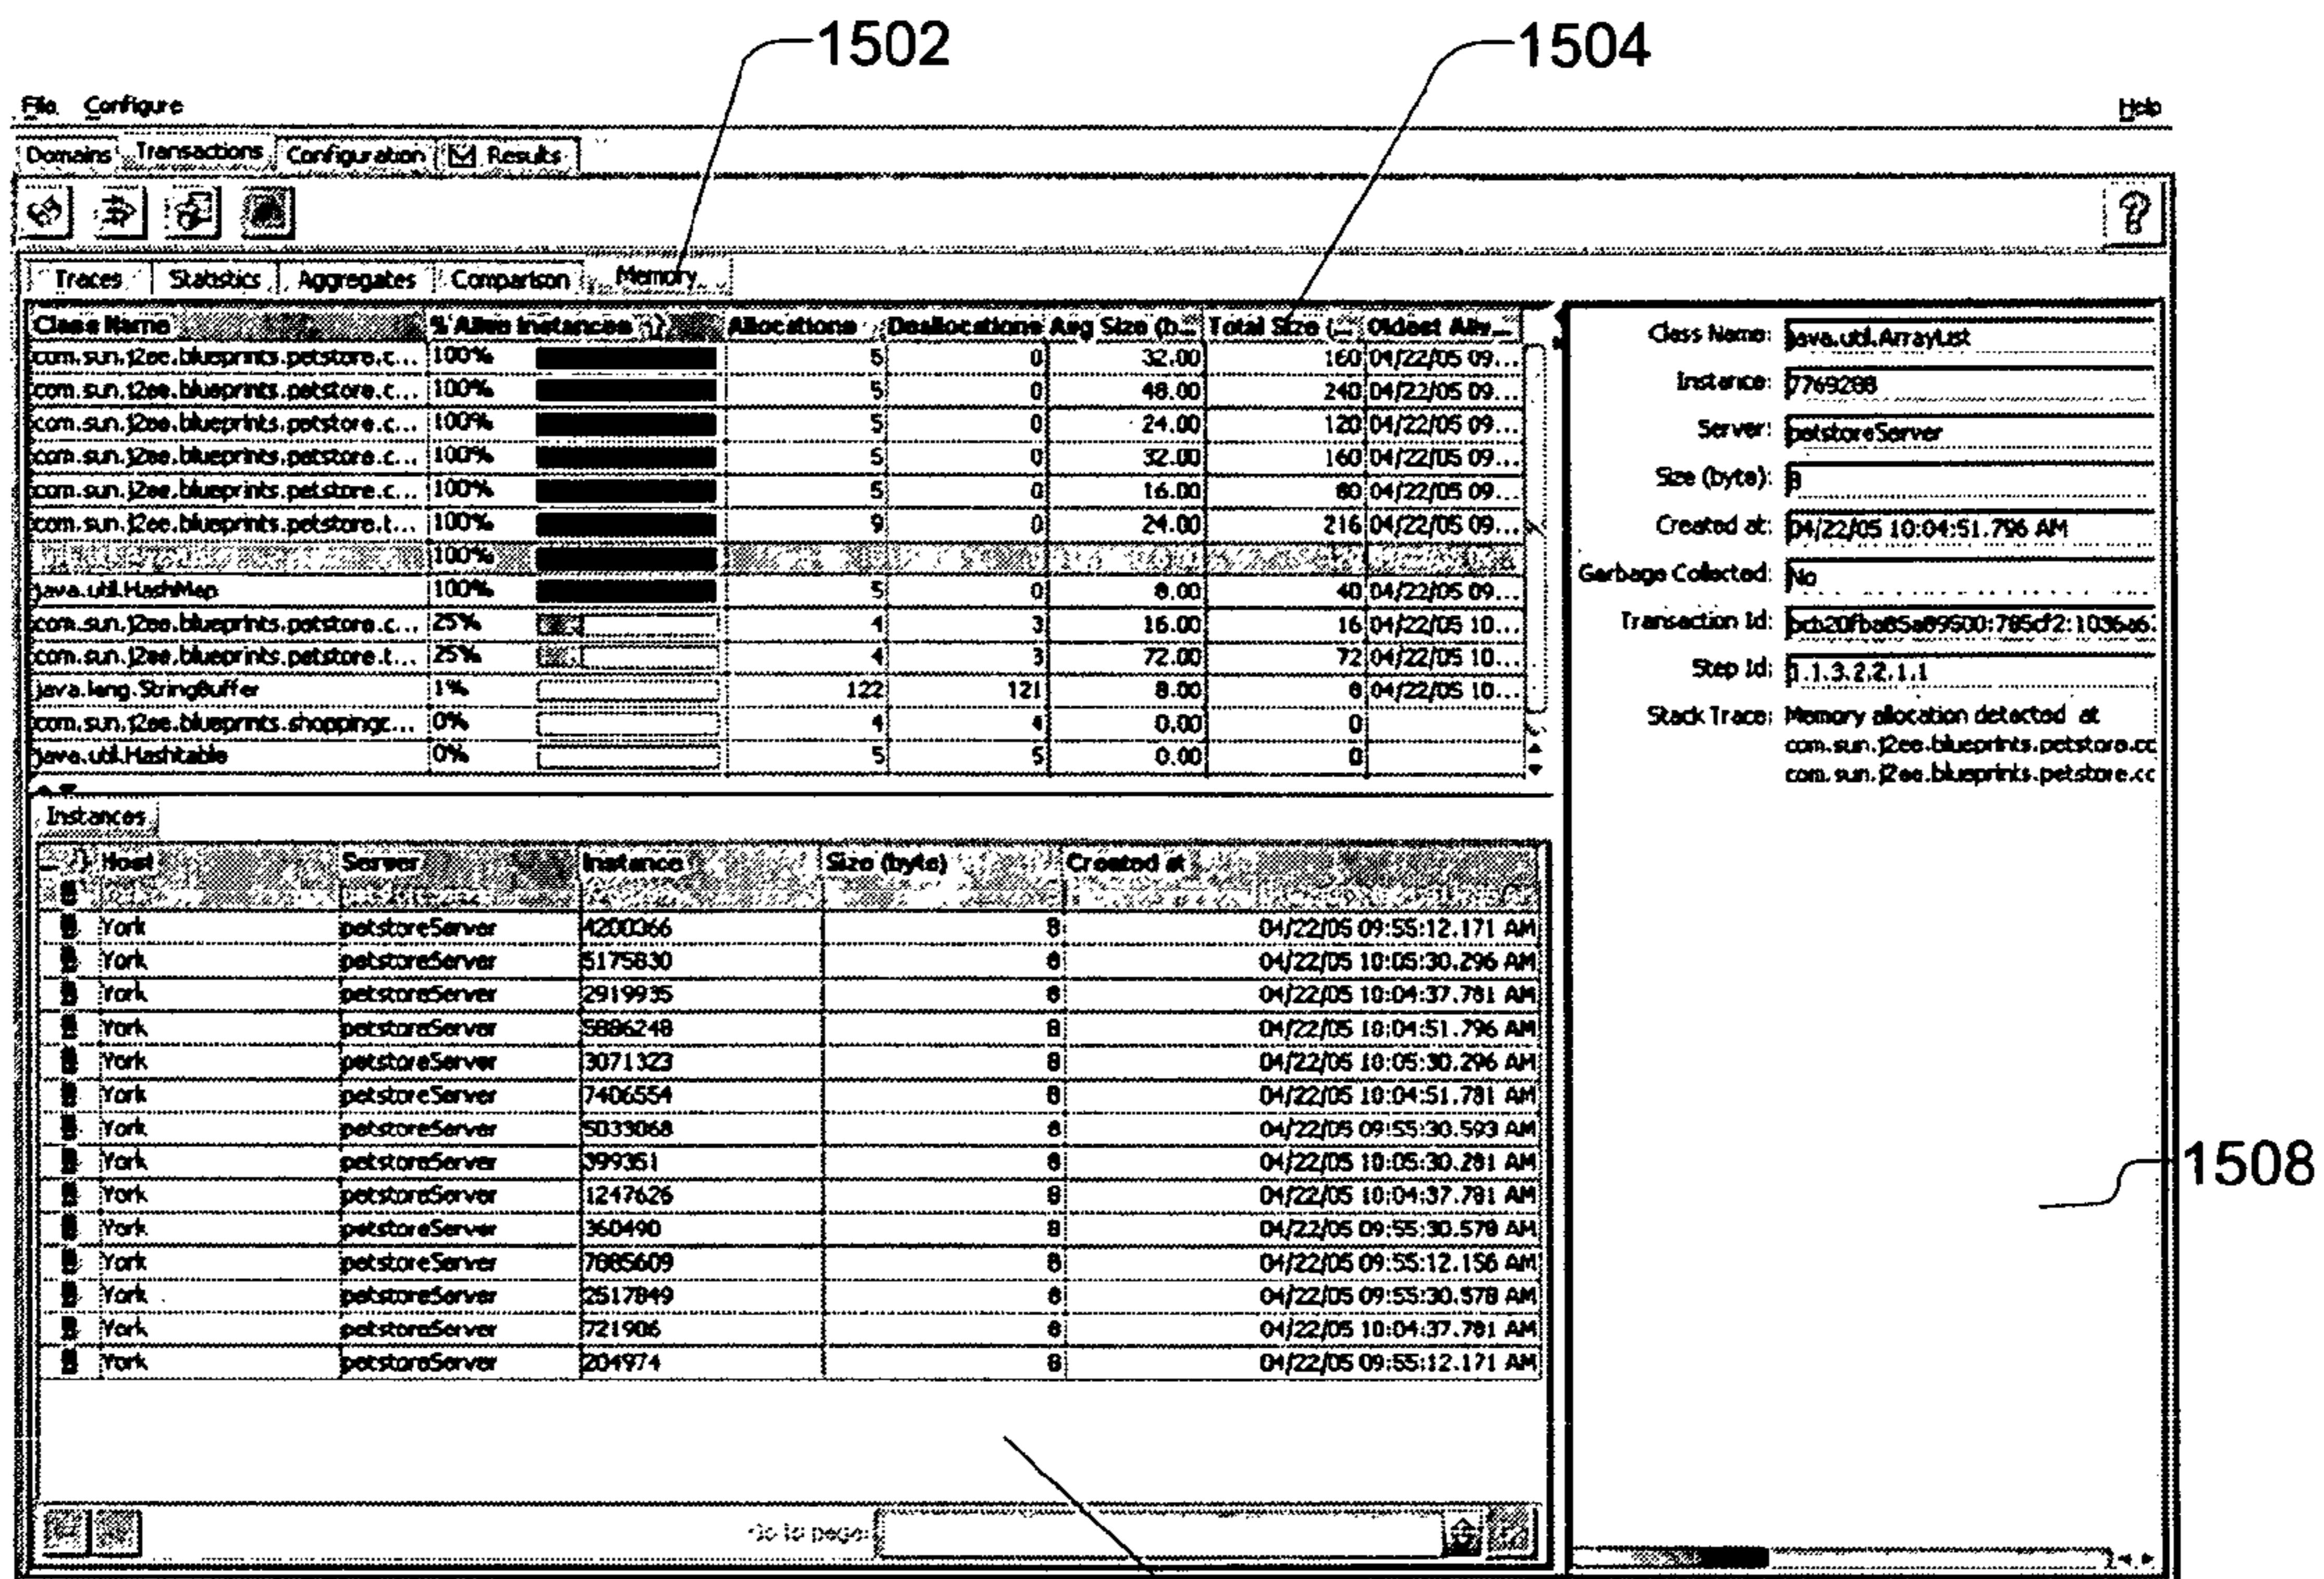 1502
1504
File Configure Help
Domains Transactions Configuration Results
Traces Statistics Aggregates Comparison Memory
Class Name % Alive Instances Allocations Deallocations Avg Size (b... Total Size (... Oldest Aliv...
com.sun.j2ee.blueprints.petstore.c... 100% 5 0 32.00 160 04/22/05 09...
com.sun.j2ee.blueprints.petstore.c... 100% 5 0 48.00 240 04/22/05 09...
com.sun.j2ee.blueprints.petstore.c... 100% 5 0 24.00 120 04/22/05 09...
com.sun.j2ee.blueprints.petstore.c... 100% 5 0 32.00 160 04/22/05 09...
com.sun.j2ee.blueprints.petstore.c... 100% 5 0 16.00 80 04/22/05 09...
com.sun.j2ee.blueprints.petstore.t... 100% 9 0 24.00 216 04/22/05 09...
100%
java.util.HashMap 100% 5 0 8.00 40 04/22/05 09...
com.sun.j2ee.blueprints.petstore.c... 25% 4 3 16.00 16 04/22/05 10...
com.sun.j2ee.blueprints.petstore.t... 25% 4 3 72.00 72 04/22/05 10...
java.lang.StringBuffer 1% 122 121 8.00 8 04/22/05 10...
com.sun.j2ee.blueprints.shoppingc... 0% 4 4 0.00 0
java.util.Hashtable 0% 5 5 0.00 0
Class Name: java.util.ArrayList
Instance: 7769288
Server: petstoreServer
Size (byte): 8
Created at: 04/22/05 10:04:51.796 AM
Garbage Collected: No
Transaction Id:
Step Id: 1.1.3.2.2.1.1
Stack Trace: Memory allocation detected at
com.sun.j2ee.blueprints.petstore.cc
com.sun.j2ee.blueprints.petstore.cc
Instances
Host Server Instance Size (byte) Created at
York petstoreServer 4200366 8 04/22/05 09:55:12.171 AM
York petstoreServer 5175830 8 04/22/05 10:05:30.296 AM
York petstoreServer 2919935 8 04/22/05 10:04:37.781 AM
York petstoreServer 5886248 8 04/22/05 10:04:51.796 AM
York petstoreServer 3071323 8 04/22/05 10:05:30.296 AM
York petstoreServer 7406554 8 04/22/05 10:04:51.781 AM
York petstoreServer 5033068 8 04/22/05 09:55:30.593 AM
York petstoreServer 399351 8 04/22/05 10:05:30.281 AM
York petstoreServer 1247626 8 04/22/05 10:04:37.781 AM
York petstoreServer 360490 8 04/22/05 09:55:30.578 AM
York petstoreServer 7885609 8 04/22/05 09:55:12.156 AM
York petstoreServer 2517849 8 04/22/05 09:55:30.578 AM
York petstoreServer 721906 8 04/22/05 10:04:37.781 AM
York petstoreServer 204974 8 04/22/05 09:55:12.171 AM
1508
Go to page: